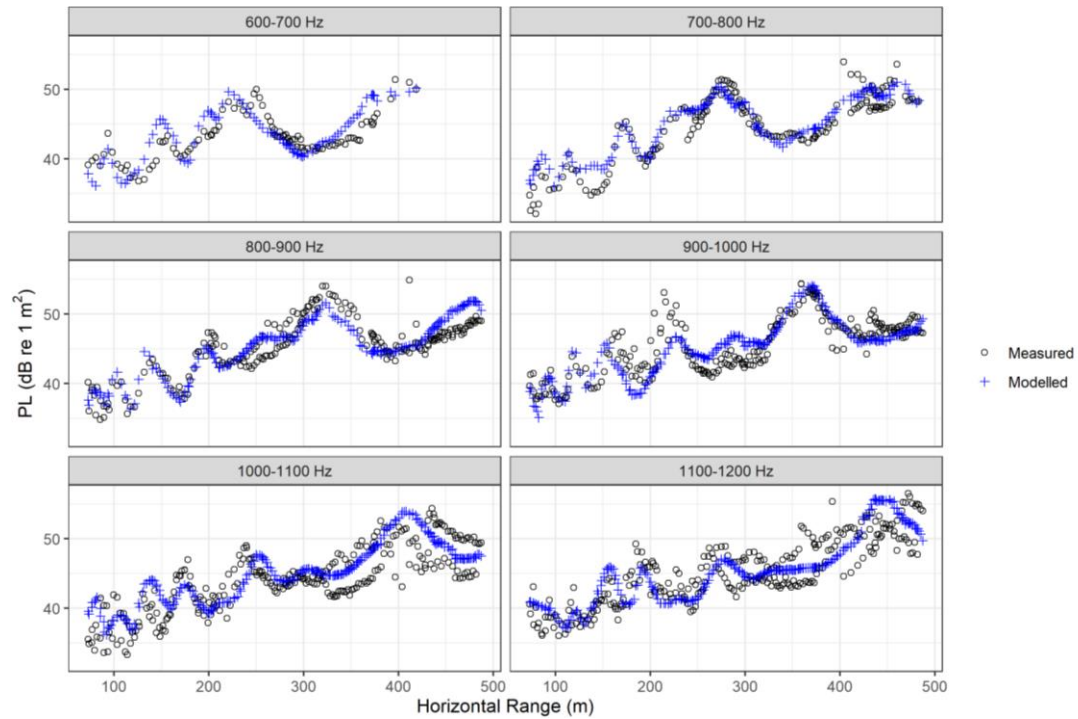 600-700 Hz
700-800 Hz
50
40
800-900 Hz
900-1000 Hz
50
40
PL (dB re 1 m²)
Measured
Modelled
1000-1100 Hz
1100-1200 Hz
50
40
100 200 300 400 500 100 200 300 400 500
Horizontal Range (m)